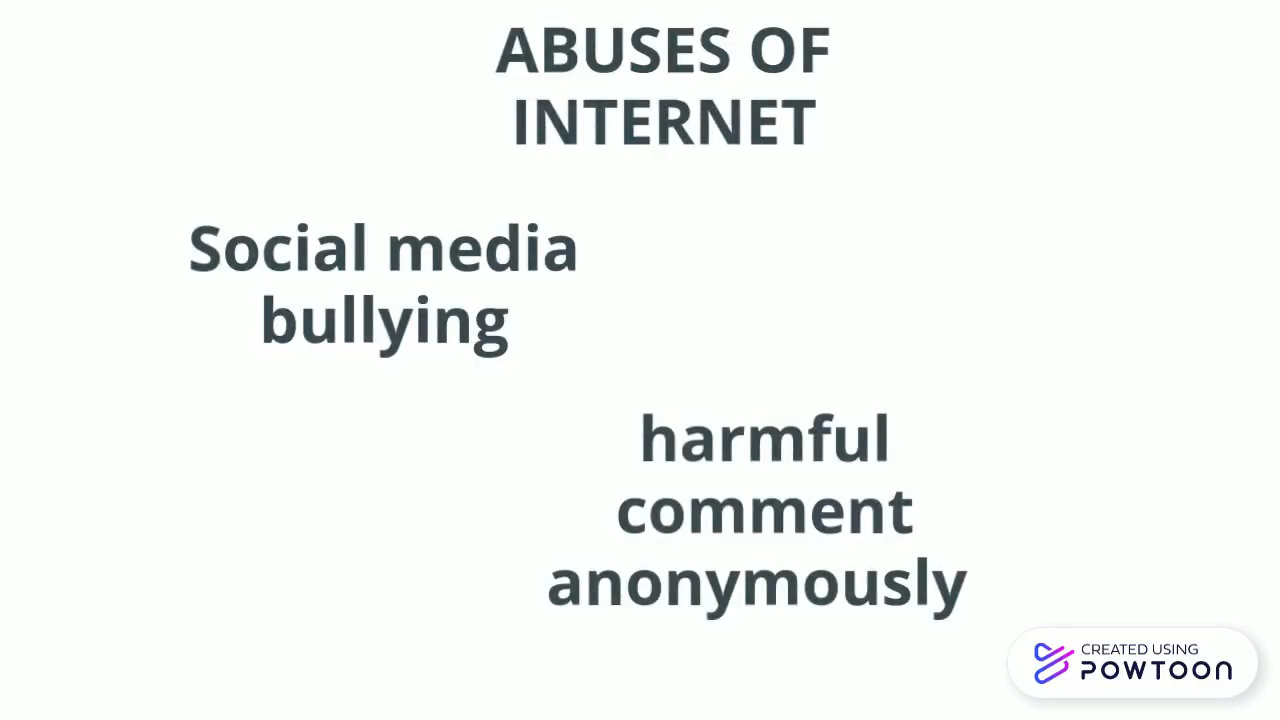 ABUSES OF
INTERNET
Social media
bullying
harmful
comment
anonymously
CREATED USING
POWTOON